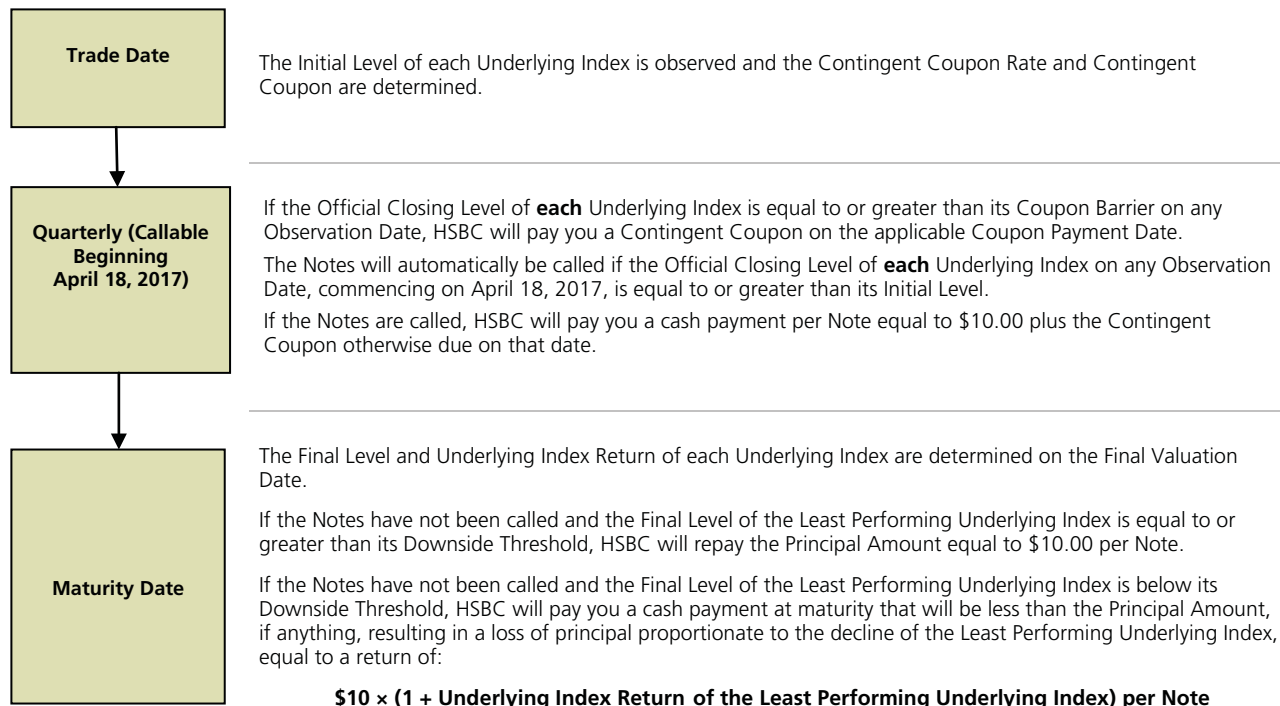 Trade Date
The Initial Level of each Underlying Index is observed and the Contingent Coupon Rate and Contingent
Coupon are determined.
Quarterly (Callable
Beginning
April 18, 2017)
If the Official Closing Level of each Underlying Index is equal to or greater than its Coupon Barrier on any
Observation Date, HSBC will pay you a Contingent Coupon on the applicable Coupon Payment Date.
The Notes will automatically be called if the Official Closing Level of each Underlying Index on any Observation
Date, commencing on April 18, 2017, is equal to or greater than its Initial Level.
If the Notes are called, HSBC will pay you a cash payment per Note equal to $10.00 plus the Contingent
Coupon otherwise due on that date.
Maturity Date
The Final Level and Underlying Index Return of each Underlying Index are determined on the Final Valuation
Date.
If the Notes have not been called and the Final Level of the Least Performing Underlying Index is equal to or
greater than its Downside Threshold, HSBC will repay the Principal Amount equal to $10.00 per Note.
If the Notes have not been called and the Final Level of the Least Performing Underlying Index is below its
Downside Threshold, HSBC will pay you a cash payment at maturity that will be less than the Principal Amount,
if anything, resulting in a loss of principal proportionate to the decline of the Least Performing Underlying Index,
equal to a return of:
$10 × (1 + Underlying Index Return of the Least Performing Underlying Index) per Note